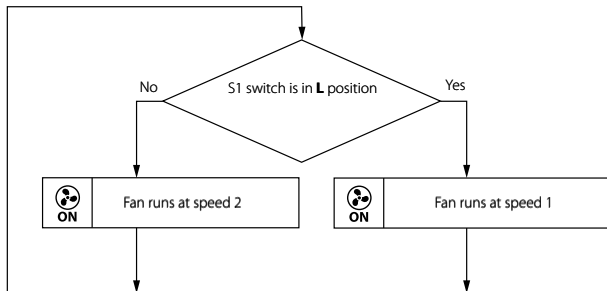 S1 switch is in L position
No
Yes
ON
Fan runs at speed 2
ON
Fan runs at speed 1